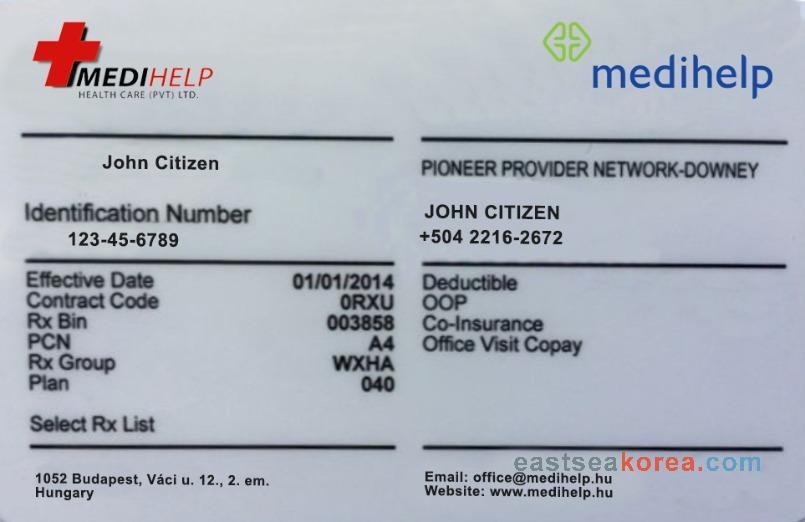 MEDIHELP
HEALTH CARE (PVT) LTD.
medihelp
John Citizen
Identification Number
123-45-6789
PIONEER PROVIDER NETWORK-DOWNEY
JOHN CITIZEN
+504 2216-2672
Effective Date 01/01/2014
Contract Code 0RXU
Rx Bin 003858
PCN A4
Rx Group WXHA
Plan 040
Select Rx List
Deductible
OOP
Co-Insurance
Office Visit Copay
1052 Budapest, Váci u. 12., 2. em.
Hungary
eastseakorea.com
Email: office@medihelp.hu
Website: www.medihelp.hu